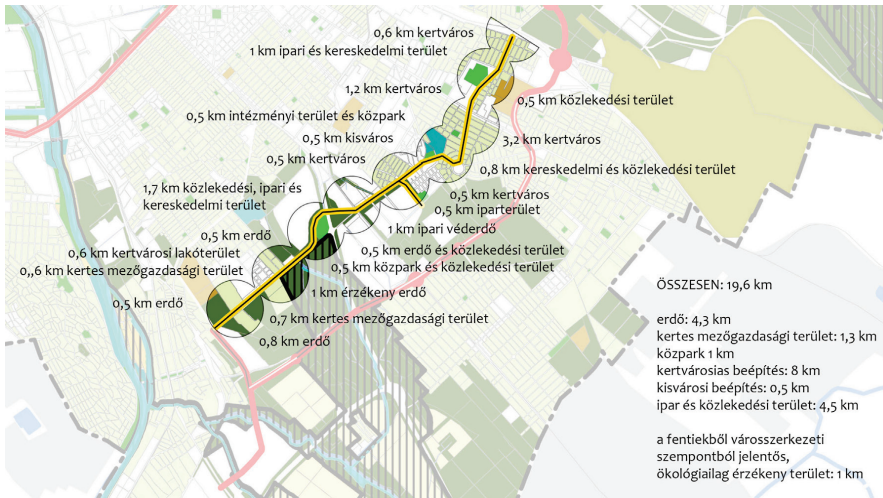 0,6 km kertváros
1 km ipari és kereskedelmi terület
1,2 km kertváros
0,5 km közlekedési terület
0,5 km intézményi terület és közpark
0,5 km kisváros
3,2 km kertváros
0,5 km kertváros
0,8 km kereskedelmi és közlekedési terület
1,7 km közlekedési, ipari és
kereskedelmi terület
0,5 km kertváros
0,5 km iparterület
1 km ipari véderdő
0,5 km erdő
0,5 km erdő és közlekedési terület
0,6 km kertvárosi lakóterület
0,5 km közpark és közlekedési terület
0,,6 km kertes mezőgazdasági terület
1 km érzékeny erdő
0,5 km erdő
0,7 km kertes mezőgazdasági terület
0,8 km erdő
ÖSSZESEN: 19,6 km
erdő: 4,3 km
kertes mezőgazdasági terület: 1,3 km
közpark 1 km
kertvárosias beépítés: 8 km
kisvárosi beépítés: 0,5 km
ipar és közlekedési terület: 4,5 km
a fentiekből városszerkezeti
szempontból jelentős,
ökológiailag érzékeny terület: 1 km